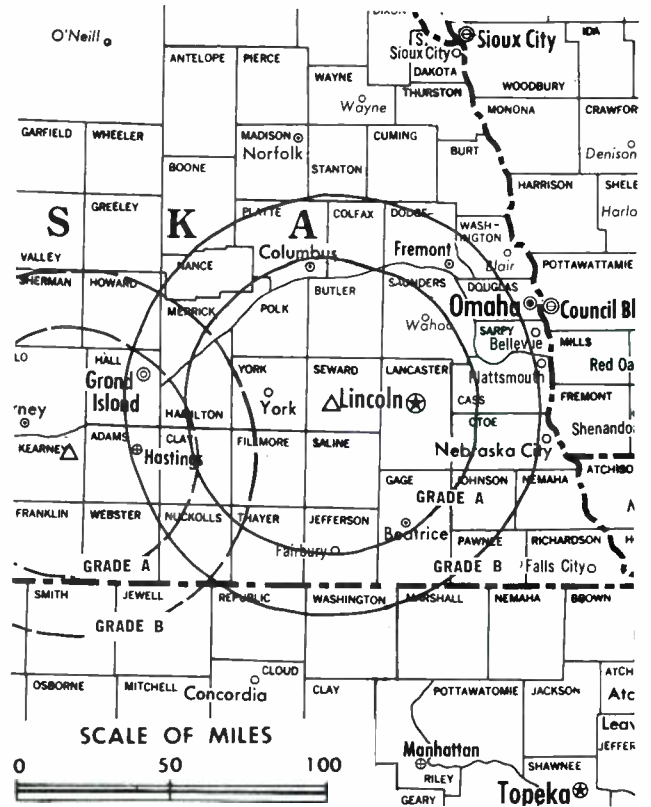 DIXON
O'Neill
S.
Sioux City
Sioux City
IDA
ANTELOPE PIERCE
WAYNE
DAKOTA
THURSTON
WOODBURY
Wayne
MONONA CRAWFOR
GARFIELD WHEELER
MADISON
Norfolk
CUMING
BURT
Denison
BOONE
STANTON
HARRISON SHELE
GREELEY
S K A
PLATTE COLFAX DODGE
Harla
WASH-
INGTON
VALLEY
NANCE
Columbus
Fremont
Blair
POTTAWATTAMIE
SHERMAN HOWARD
BUTLER
SAUNDERS
DOUGLAS
MERRICK
POLK
Omaha
Council Bl
Wahoo
SARPY
Bellevue
MILLS
LO
HALL
YORK SEWARD LANCASTER
Plattsmouth
Red Oa
Grand
Island
York
Lincoln
CASS
FREMONT
rney
HAMILTON
OTOE
Shenando
KEARNEY
ADAMS
CLAY
FILLMORE SALINE
Nebraska City
Hastings
ATCHISO
GAGE
JOHNSON NEMAHA
GRADE A
FRANKLIN WEBSTER NUCKOLLS THAYER JEFFERSON
Beatrice
PAWNEE RICHARDSON
Fairbury
GRADE A
GRADE B
Falls City
SMITH JEWELL REPUBLIC WASHINGTON MARSHALL NEMAHA BROWN
GRADE B
CLOUD
OSBORNE MITCHELL
Concordia
CLAY
POTTAWATOMIE JACKSON
ATCH
Atc
SCALE OF MILES
Leav
JEFFER
Manhattan
0 50 100
RILEY
SHAWNEE
GEARY
Topeka